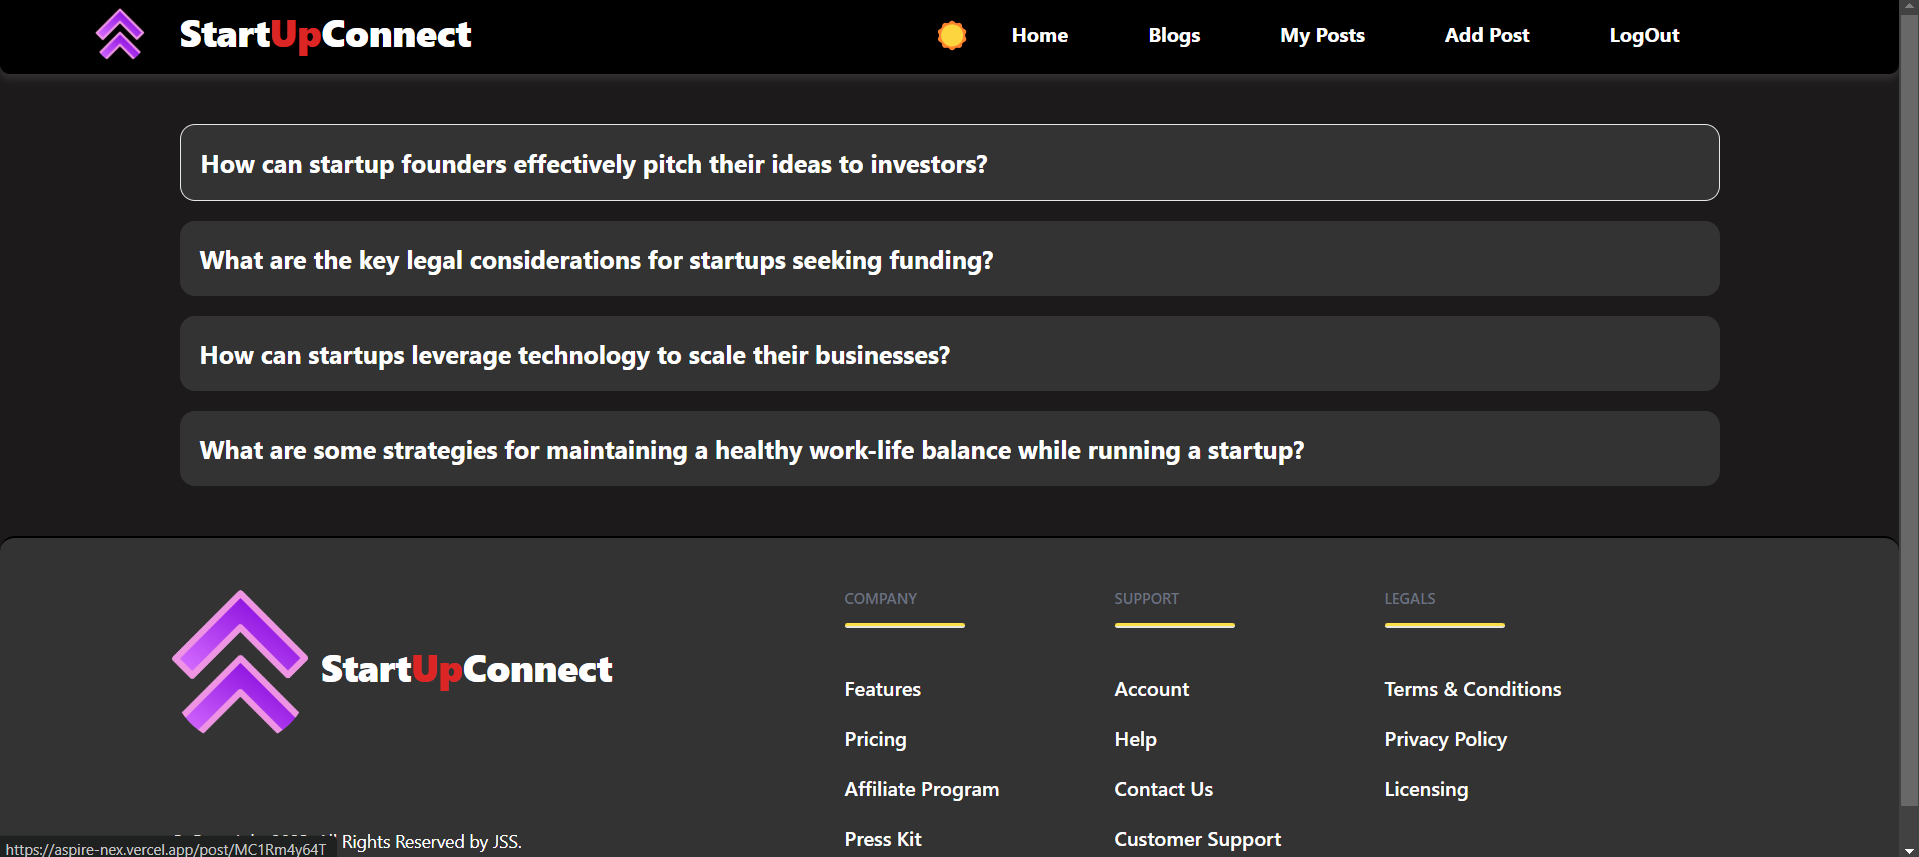 StartUpConnect
Home
Blogs
My Posts
Add Post
LogOut
How can startup founders effectively pitch their ideas to investors?
What are the key legal considerations for startups seeking funding?
How can startups leverage technology to scale their businesses?
What are some strategies for maintaining a healthy work-life balance while running a startup?
StartUpConnect
COMPANY
Features
Pricing
Affiliate Program
Press Kit
SUPPORT
Account
Help
Contact Us
Customer Support
LEGALS
Terms & Conditions
Privacy Policy
Licensing
Rights Reserved by JSS.
https://aspire-nex.vercel.app/post/MC1Rm4y64T